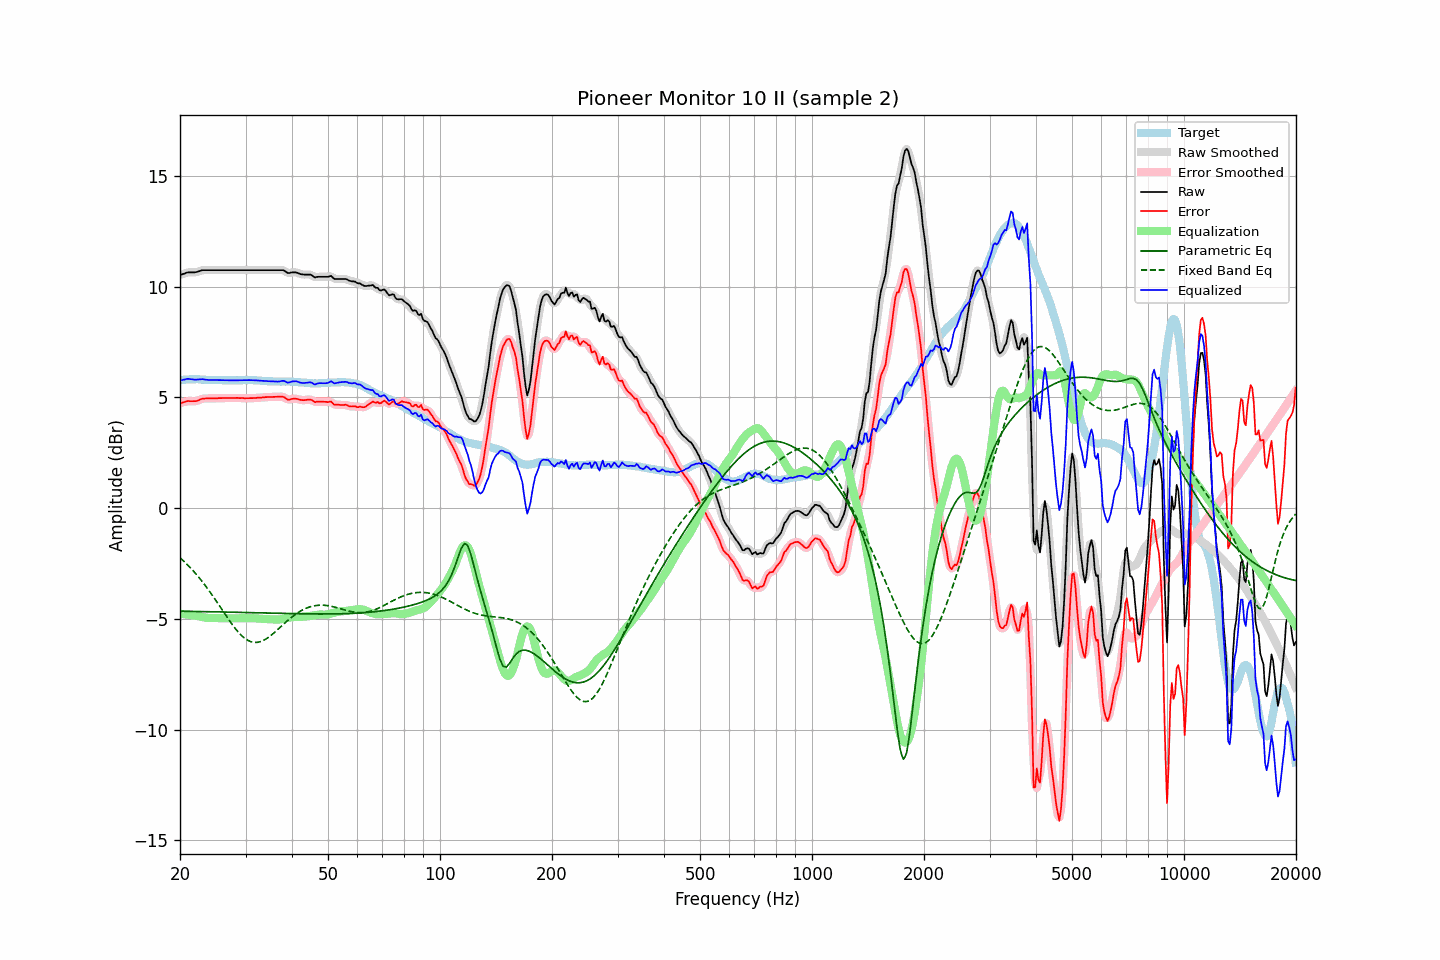 Pioneer Monitor 10 II (sample 2)
Target
Raw Smoothed
Error Smoothed
Raw
Error
Equalization
Parametric Eq
Fixed Band Eq
Equalized
Amplitude (dBr)
15
10
5
0
−5
−10
−15
20 50 100 200 500 1000 2000 5000 10000 20000
Frequency (Hz)